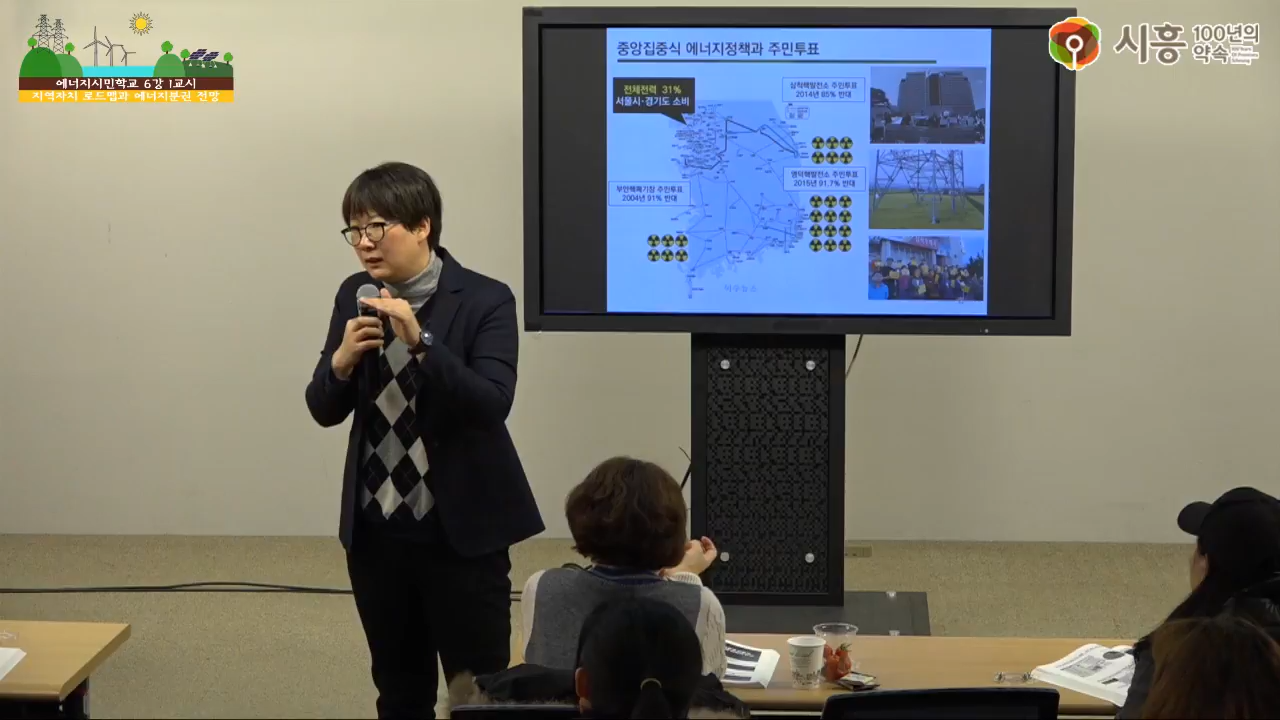 에너지시민학교 6강 1교시
지역자치 로드맵과 에너지분권 전망
시흥
100년의
약속
중앙집중식 에너지정책과 주민투표
전체전력 31%
서울시·경기도 소비
삼척핵발전소 주민투표
2014년 85% 반대
영덕핵발전소 주민투표
2015년 91.7% 반대
부안핵폐기장 주민투표
2004년 91% 반대